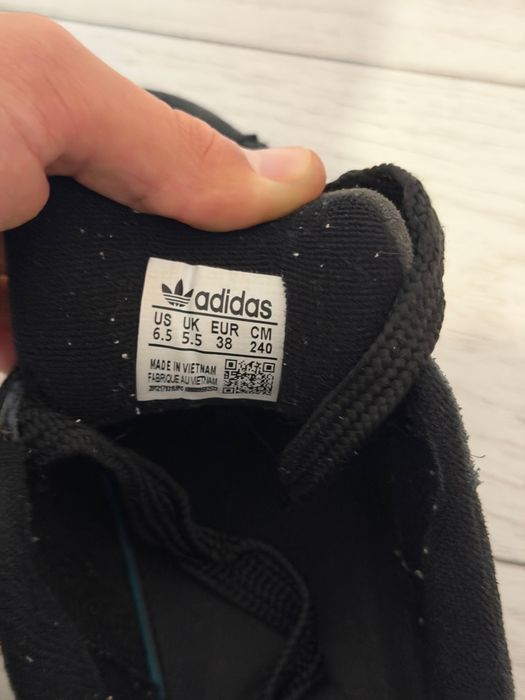 adidas
US UK EUR CM
6.5 5.5 38 240
MADE IN VIETNAM
FABRIQUE AU VIETNAM